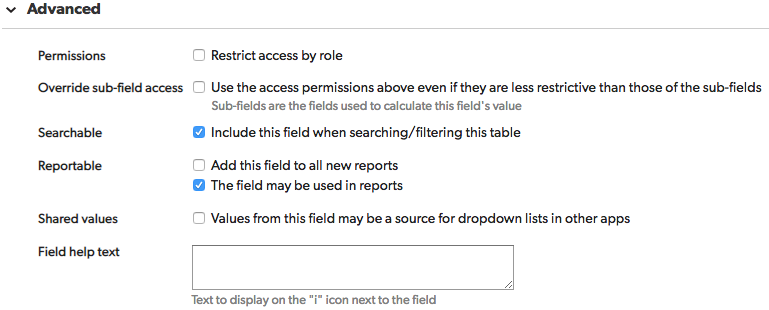 Advanced
Permissions Restrict access by role
Override sub-field access Use the access permissions above even if they are less restrictive than those of the sub-fields
Sub-fields are the fields used to calculate this field's value
Searchable Include this field when searching/filtering this table
Reportable Add this field to all new reports
The field may be used in reports
Shared values Values from this field may be a source for dropdown lists in other apps
Field help text
Text to display on the "i" icon next to the field